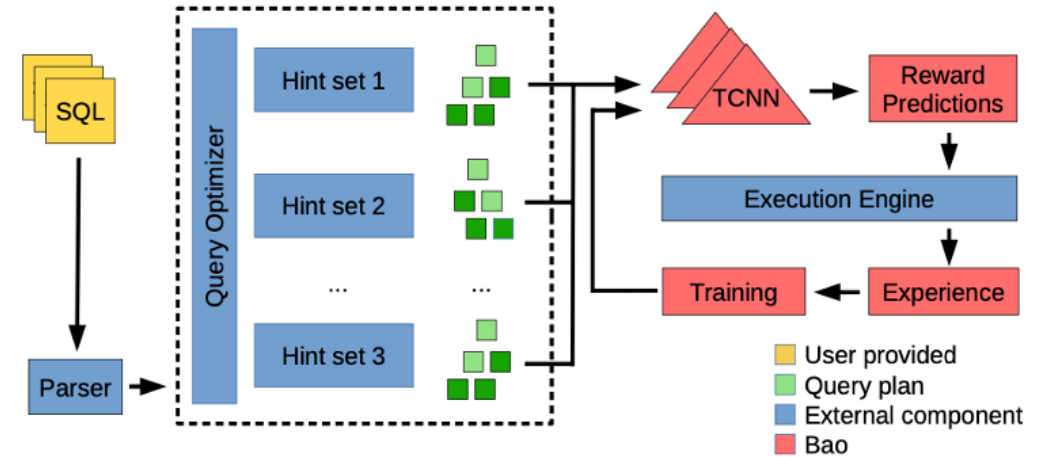 SQL
Parser
Query Optimizer
Hint set 1
Hint set 2
...
...
Hint set 3
TCNN
Reward
Predictions
Execution Engine
Training
Experience
User provided
Query plan
External component
Bao